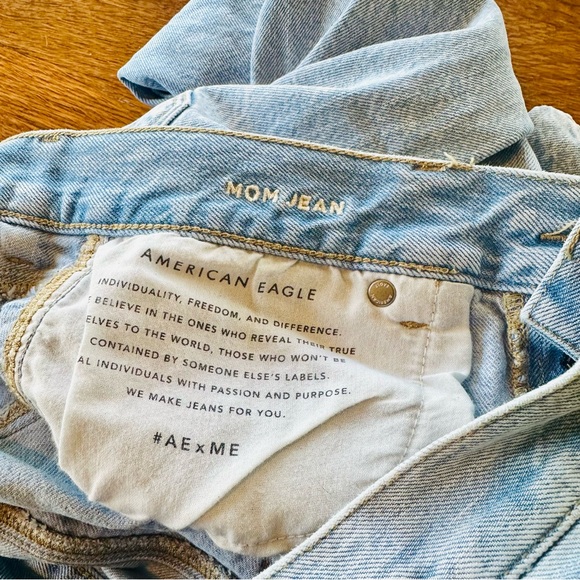 MOM JEAN
AMERICAN EAGLE
INDIVIDUALITY, FREEDOM, AND DIFFERENCE.
BELIEVE IN THE ONES WHO REVEAL THEIR TRUE
ELVES TO THE WORLD, THOSE WHO WON'T BE
CONTAINED BY SOMEONE ELSE'S LABELS.
AL INDIVIDUALS WITH PASSION AND PURPOSE.
WE MAKE JEANS FOR YOU.
#AExME